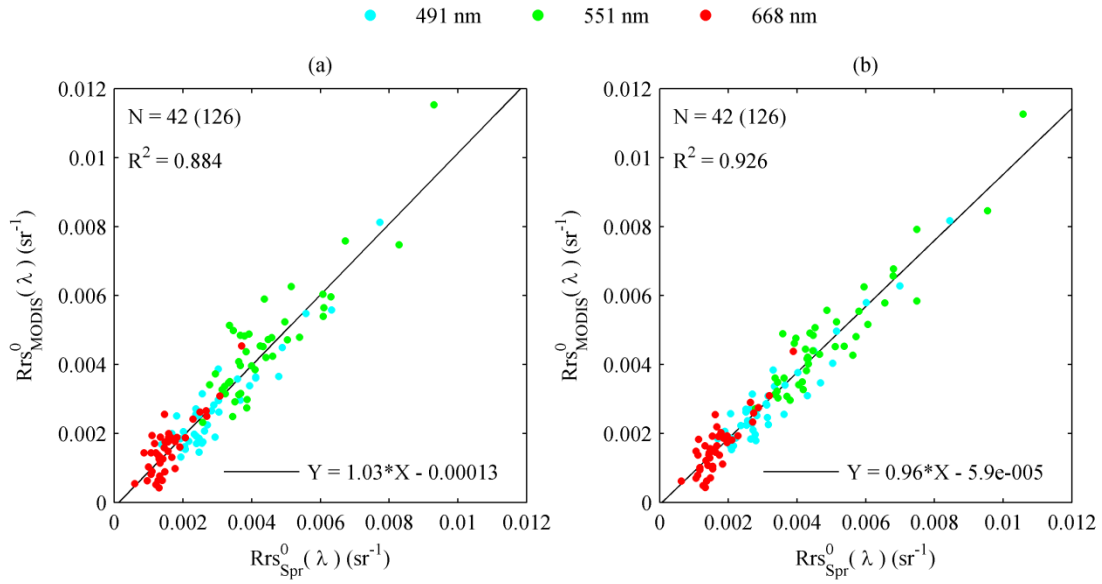 491 nm 551 nm 668 nm
(a)
N = 42 (126)
R² = 0.884
Y = 1.03*X - 0.00013
0.012
0.01
0.008
0.006
0.004
0.002
0
0 0.002 0.004 0.006 0.008 0.01 0.012
Rrs⁰MODIS(λ) (sr⁻¹)
Rrs⁰Spr(λ) (sr⁻¹)
(b)
N = 42 (126)
R² = 0.926
Y = 0.96*X - 5.9e-005
0.012
0.01
0.008
0.006
0.004
0.002
0
0 0.002 0.004 0.006 0.008 0.01 0.012
Rrs⁰MODIS(λ) (sr⁻¹)
Rrs⁰Spr(λ) (sr⁻¹)